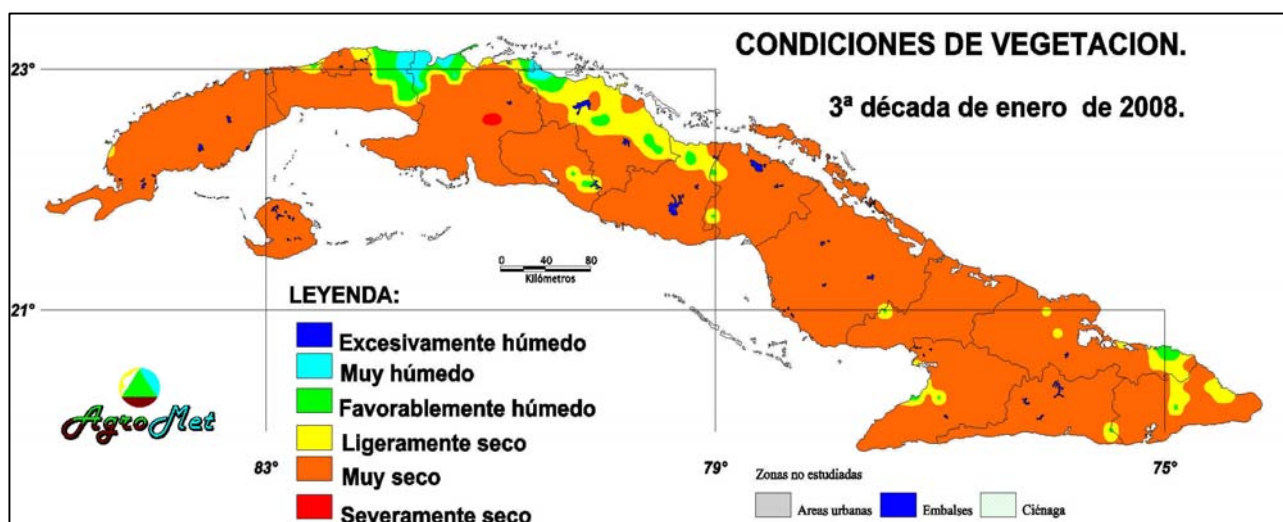 CONDICIONES DE VEGETACION.
3ª década de enero de 2008.
23°
21°
0 40 80
Kilómetros
LEYENDA:
Excesivamente húmedo
Muy húmedo
Favorablemente húmedo
Ligeramente seco
Muy seco
Severamente seco
AgroMet
83°
79°
75°
Zonas no estudiadas
Areas urbanas
Embalses
Ciénaga